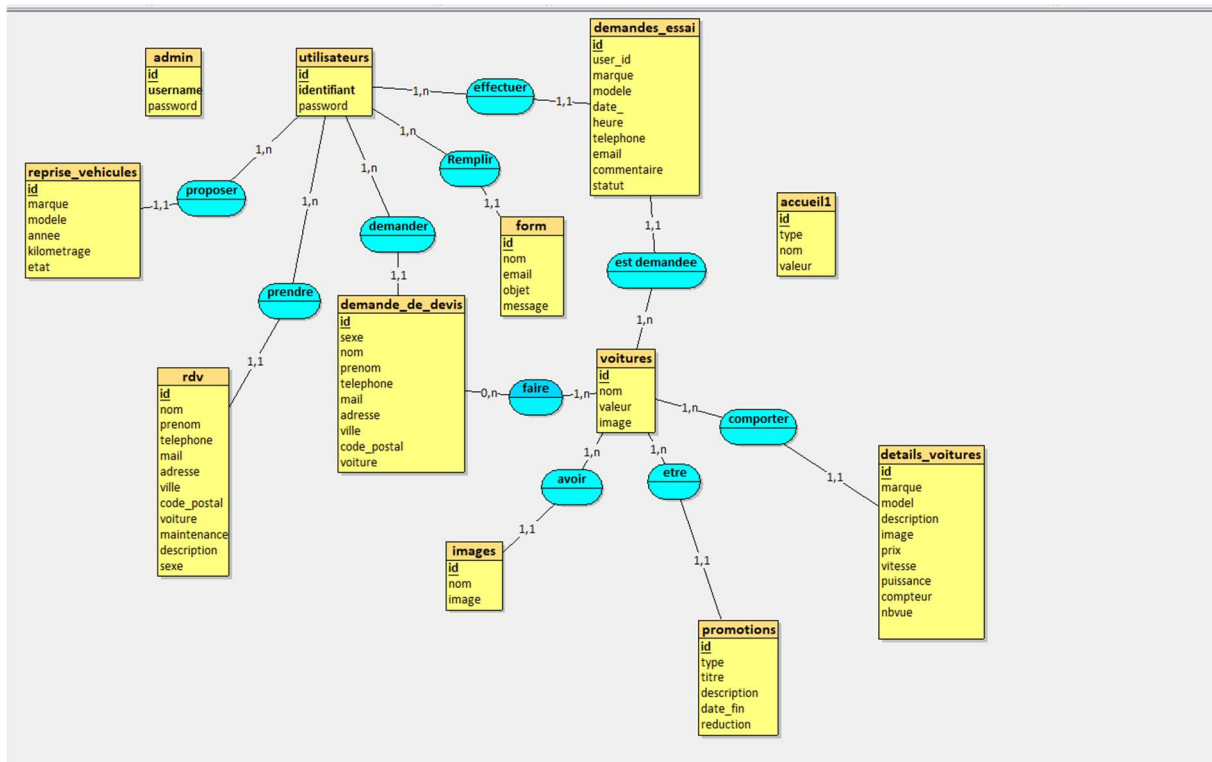 admin
id
username
password
utilisateurs
id
identifiant
password
demandes_essai
id
user_id
marque
modele
date_
heure
telephone
email
commentaire
statut
1,n
effectuer
1,1
1,n
Remplir
1,1
1,n
proposer
1,1
reprise_vehicules
id
marque
modele
annee
kilometrage
etat
1,n
prendre
1,1
1,n
demander
1,1
form
id
nom
email
objet
message
accueil1
id
type
nom
valeur
1,1
est demandee
1,n
demande_de_devis
id
sexe
nom
prenom
telephone
mail
adresse
ville
code_postal
voiture
0,n
faire
1,n
voitures
id
nom
valeur
image
rdv
id
nom
prenom
telephone
mail
adresse
ville
code_postal
voiture
maintenance
description
sexe
1,n
comporter
1,1
details_voitures
id
marque
model
description
image
prix
vitesse
puissance
compteur
nbvue
1,n
avoir
1,1
1,n
etre
1,1
images
id
nom
image
promotions
id
type
titre
description
date_fin
reduction